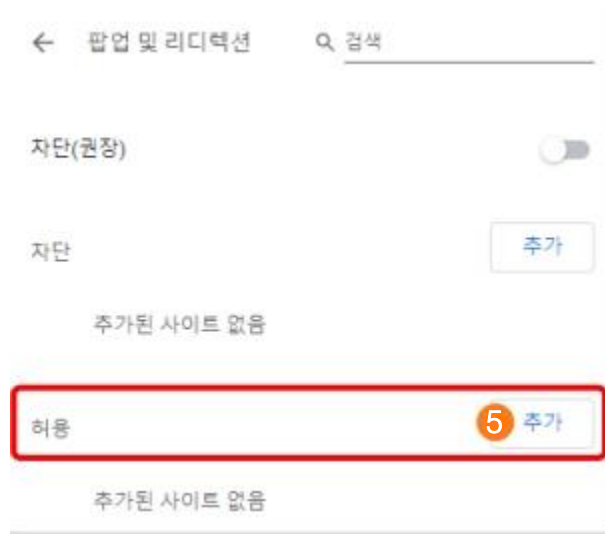 ← 팝업 및 리디렉션 검색
차단(권장)
차단 추가
추가된 사이트 없음
허용 5 추가
추가된 사이트 없음